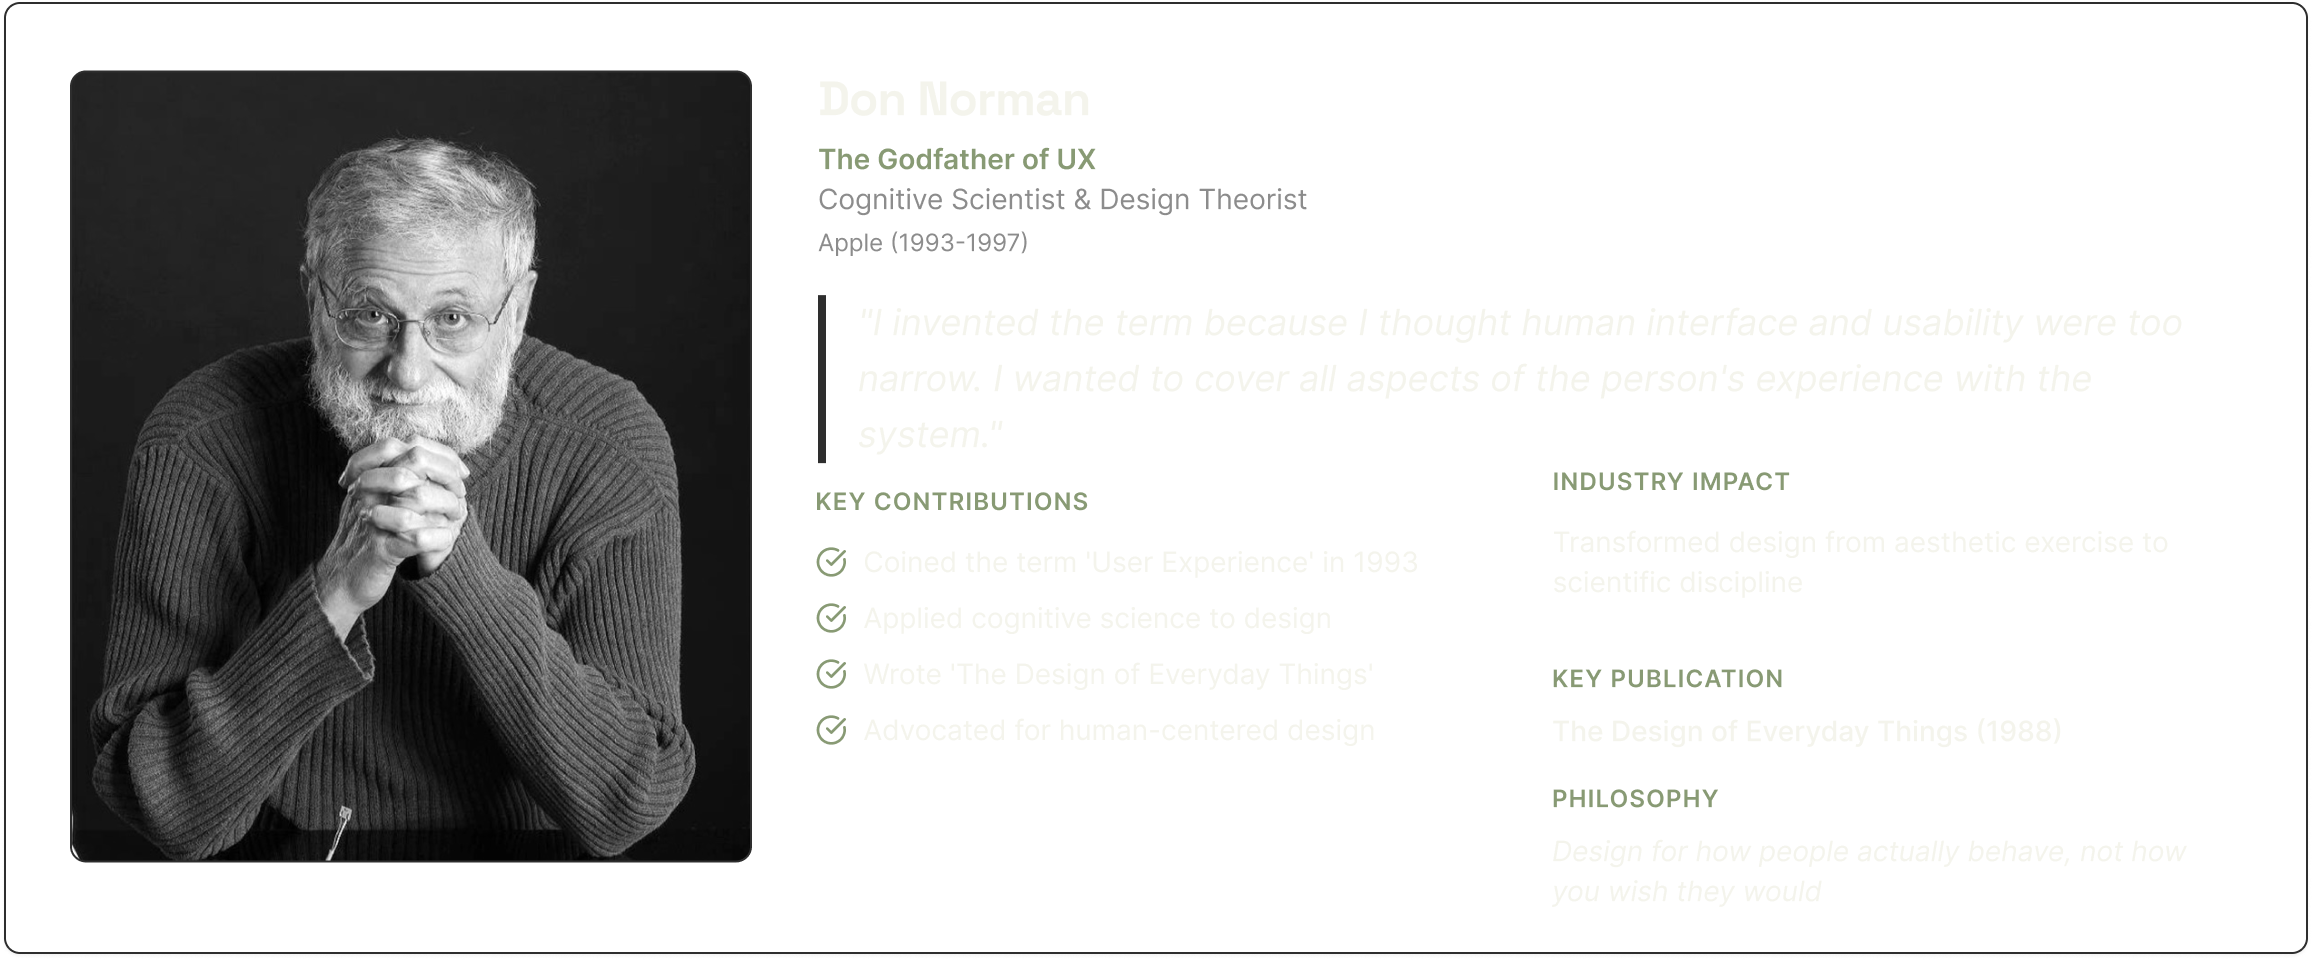 Don Norman
The Godfather of UX
Cognitive Scientist & Design Theorist
Apple (1993-1997)
"I invented the term because I thought human interface and usability were too
narrow. I wanted to cover all aspects of the person's experience with the
system."
KEY CONTRIBUTIONS
Coined the term 'User Experience' in 1993
Applied cognitive science to design
Wrote 'The Design of Everyday Things'
Advocated for human-centered design
INDUSTRY IMPACT
Transformed design from aesthetic exercise to
scientific discipline
KEY PUBLICATION
The Design of Everyday Things (1988)
PHILOSOPHY
Design for how people actually behave, not how
you wish they would